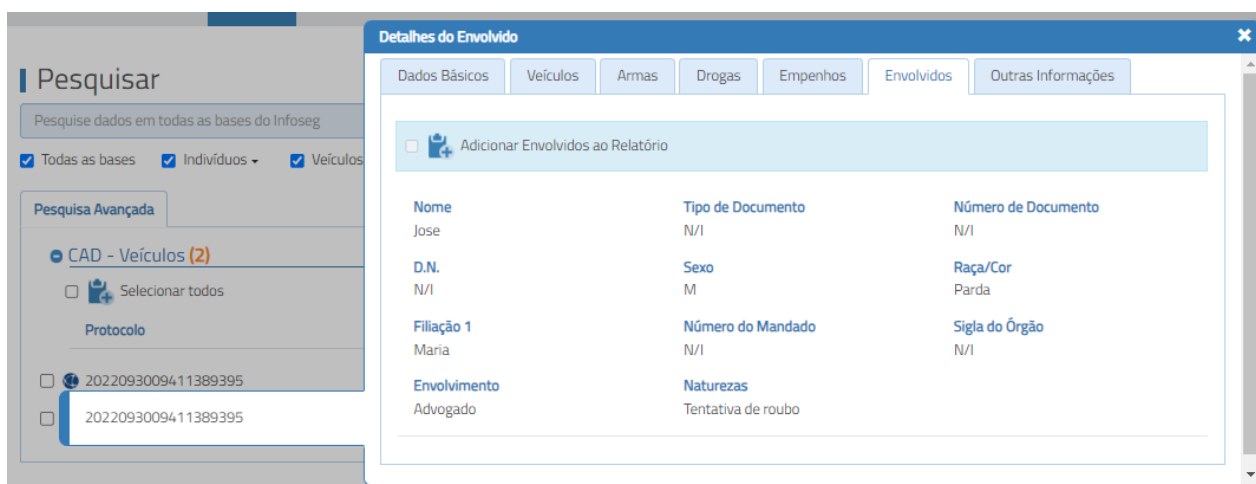 Detalhes do Envolvido
Dados Básicos Veículos Armas Drogas Empenhos Envolvidos Outras Informações
Pesquisar
Pesquise dados em todas as bases do Infoseg
Todas as bases Indivíduos Veículos
Pesquisa Avançada
CAD - Veículos (2)
Selecionar todos
Protocolo
2022093009411389395
2022093009411389395
Adicionar Envolvidos ao Relatório
Nome Tipo de Documento Número de Documento
Jose N/I N/I
D.N. Sexo Raça/Cor
N/I M Parda
Filiação 1 Número do Mandado Sigla do Órgão
Maria N/I N/I
Envolvimento Naturezas
Advogado Tentativa de roubo